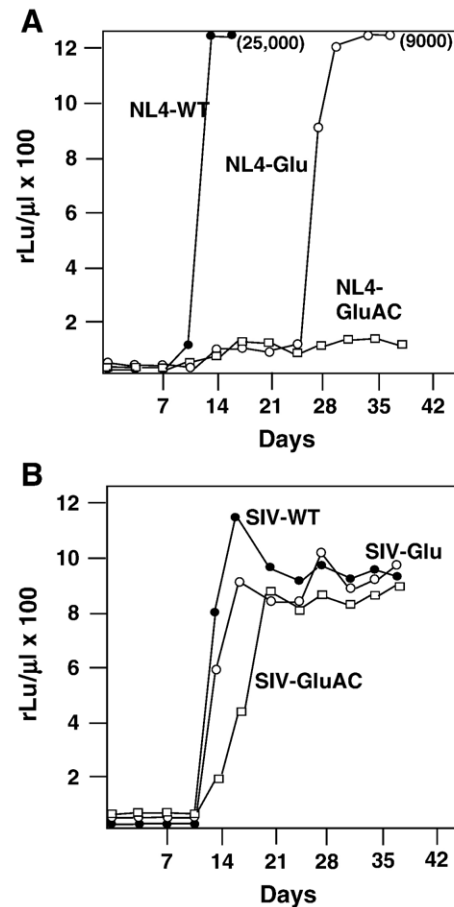 A
rLu/µl x 100
12
10
8
6
4
2
(25,000)
(9000)
NL4-WT
NL4-Glu
NL4-
GluAC
7 14 21 28 35 42
Days
B
rLu/µl x 100
12
10
8
6
4
2
SIV-WT
SIV-Glu
SIV-GluAC
7 14 21 28 35 42
Days